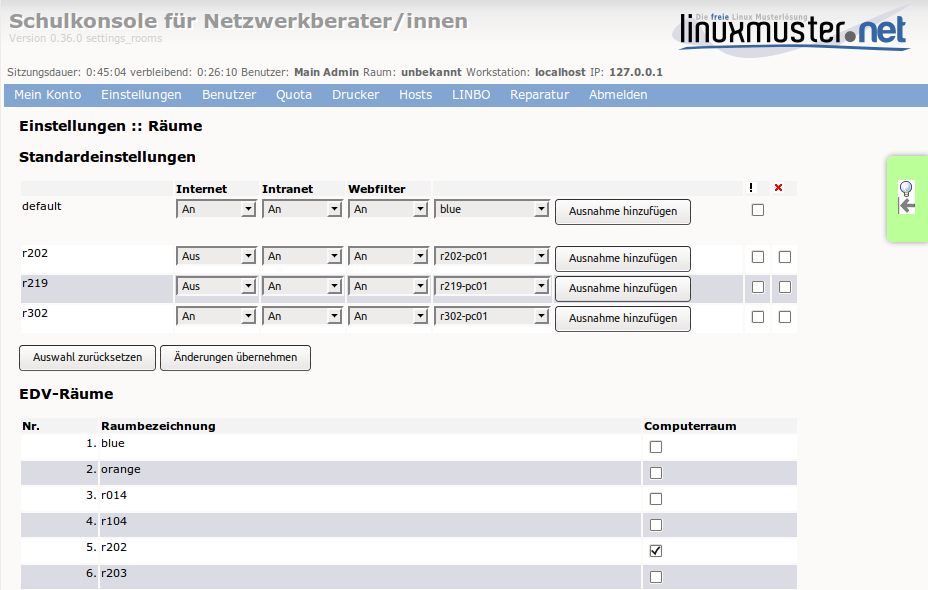 Schulkonsole für Netzwerkberater/innen
Version 0.36.0 settings_rooms
Die freie Linux Musterlösung
linuxmuster.net
Sitzungsdauer: 0:45:04 verbleibend: 0:26:10 Benutzer: Main Admin Raum: unbekannt Workstation: localhost IP: 127.0.0.1
Mein Konto Einstellungen Benutzer Quota Drucker Hosts LINBO Reparatur Abmelden
Einstellungen :: Räume
Standardeinstellungen
Internet Intranet Webfilter !
default An An An blue Ausnahme hinzufügen
r202 Aus An An r202-pc01 Ausnahme hinzufügen
r219 Aus An An r219-pc01 Ausnahme hinzufügen
r302 An An An r302-pc01 Ausnahme hinzufügen
Auswahl zurücksetzen Änderungen übernehmen
EDV-Räume
Nr. Raumbezeichnung Computerraum
1. blue
2. orange
3. r014
4. r104
5. r202
6. r203